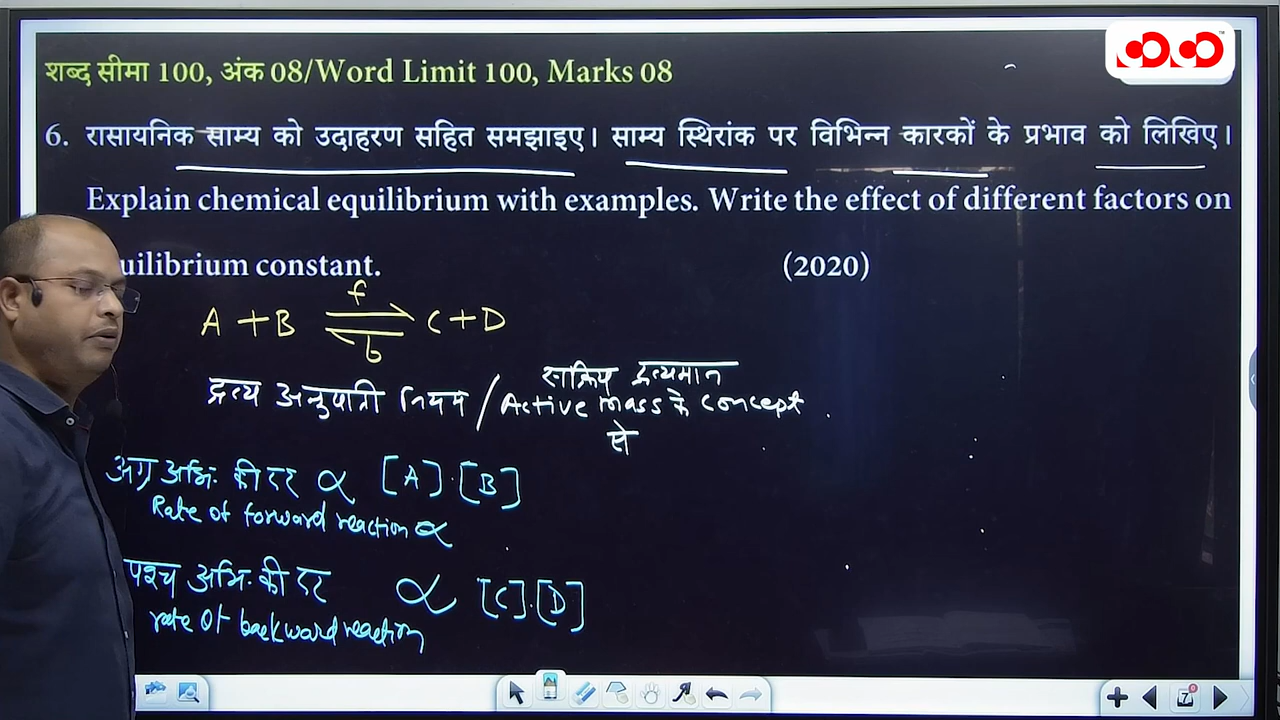 शब्द सीमा 100, अंक 08/Word Limit 100, Marks 08
6. रासायनिक साम्य को उदाहरण सहित समझाइए। साम्य स्थिरांक पर विभिन्न कारकों के प्रभाव को लिखिए।
Explain chemical equilibrium with examples. Write the effect of different factors on
uilibrium constant. (2020)
f
A + B ⇌ C + D
b
सक्रिय द्रव्यमान
द्रव्य अनुपाती नियम / Active mass के concept
से
अग्र अभि. की दर ∝ [A].[B]
Rate of forward reaction ∝
पश्च अभि. की दर ∝ [C].[D]
rate of backward reaction
7